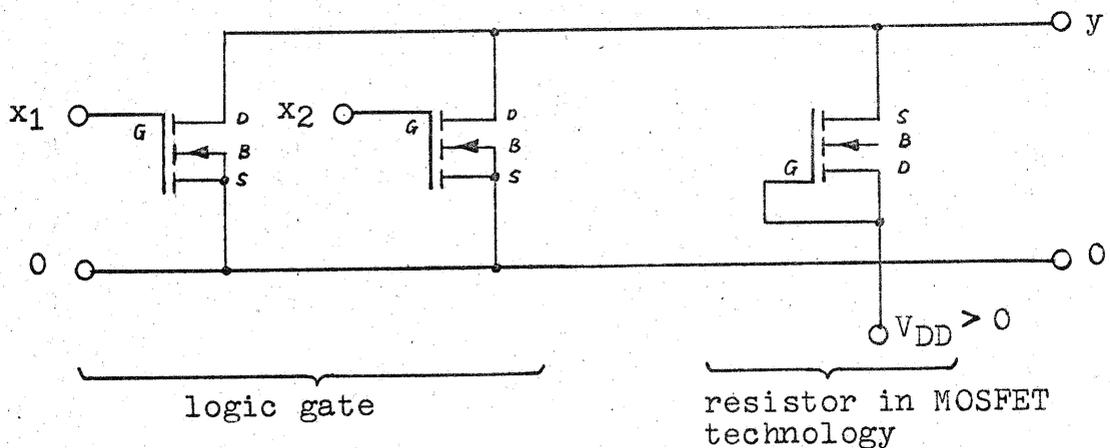 y
x1
G
D
B
S
x2
G
D
B
S
S
B
D
G
0
0
VDD > 0
logic gate
resistor in MOSFET
technology